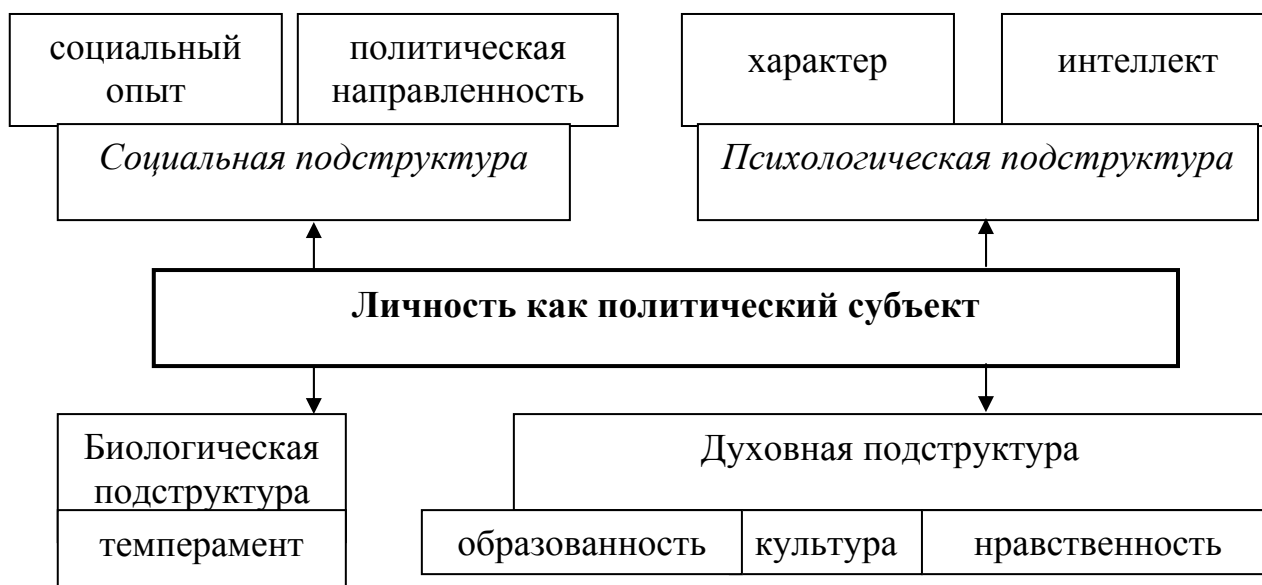 социальный
опыт
политическая
направленность
характер
интеллект
Социальная подструктура
Психологическая подструктура
Личность как политический субъект
Биологическая
подструктура
темперамент
Духовная подструктура
образованность
культура
нравственность